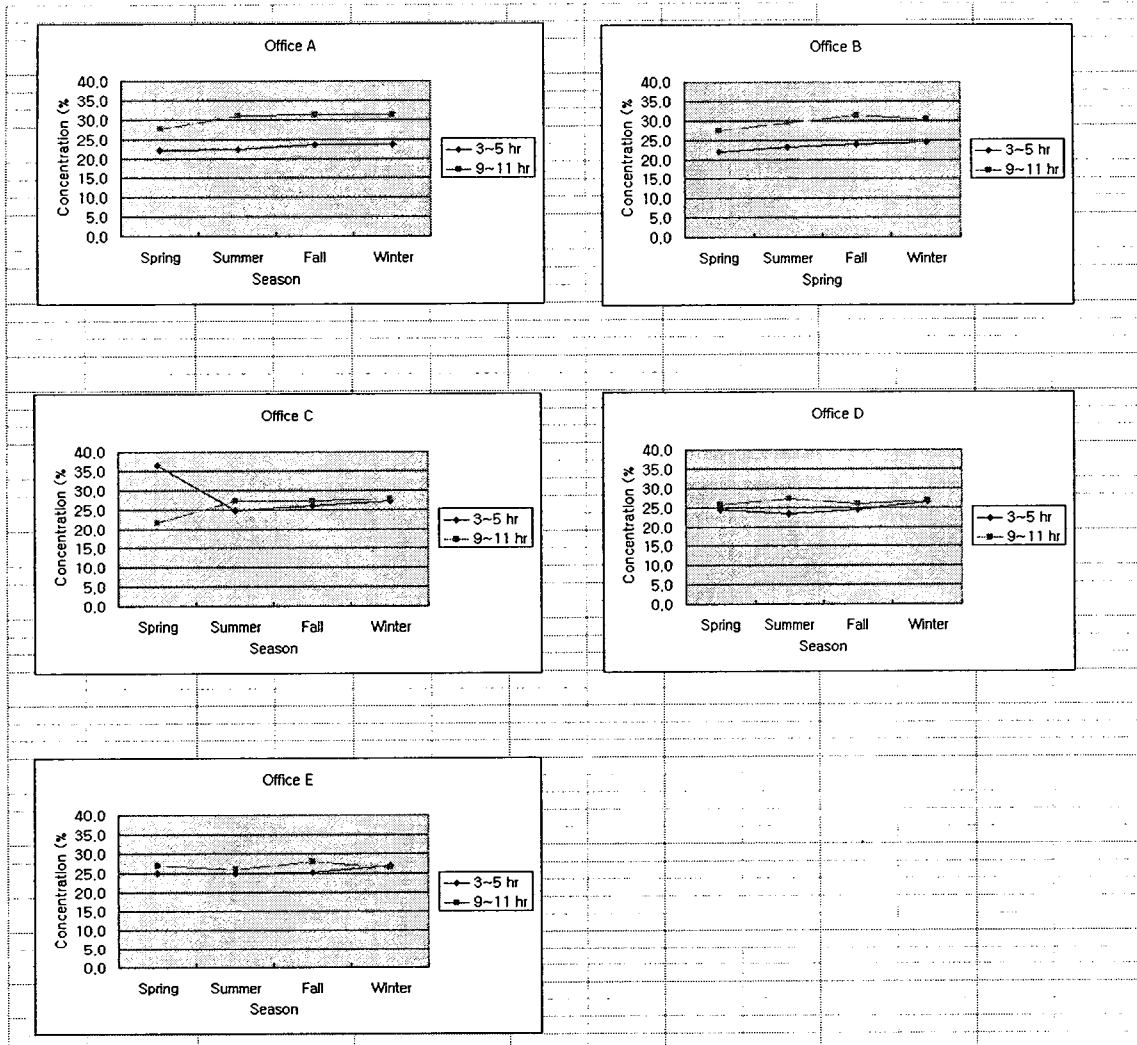 Office A
Concentration (%
40.0
35.0
30.0
25.0
20.0
15.0
10.0
5.0
0.0
Spring Summer Fall Winter
Season
3~5 hr
9~11 hr
Office B
Concentration (%
40.0
35.0
30.0
25.0
20.0
15.0
10.0
5.0
0.0
Spring Summer Fall Winter
Spring
3~5 hr
9~11 hr
Office C
Concentration (%
40.0
35.0
30.0
25.0
20.0
15.0
10.0
5.0
0.0
Spring Summer Fall Winter
Season
3~5 hr
9~11 hr
Office D
Concentration (%
40.0
35.0
30.0
25.0
20.0
15.0
10.0
5.0
0.0
Spring Summer Fall Winter
Season
3~5 hr
9~11 hr
Office E
Concentration (%
40.0
35.0
30.0
25.0
20.0
15.0
10.0
5.0
0.0
Spring Summer Fall Winter
Season
3~5 hr
9~11 hr